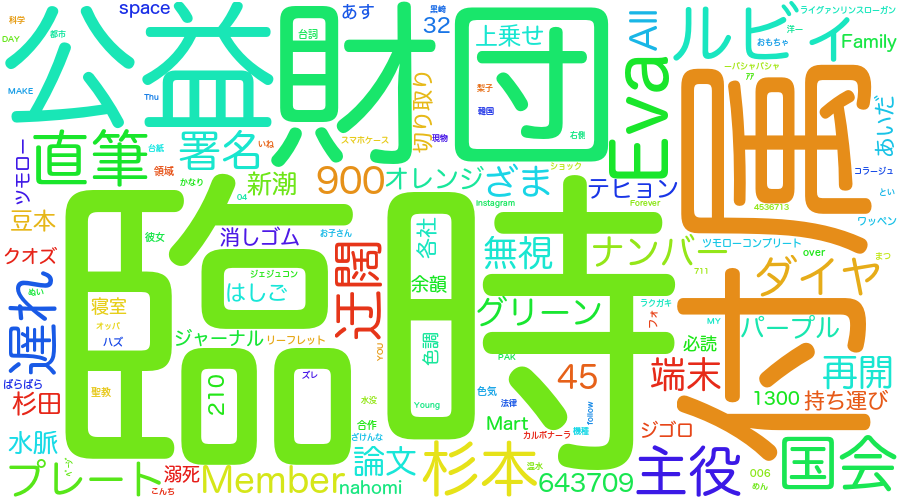 space
公益財団
あす
32
黒崎
上乗せ
All
ルビィ
ライグァンリンスローガン
洋一
おもちゃ
Family
科学
DAY
都市
台詞
MAKE
Thu
切り取り
梨子
韓国
右側
Eva
ーパシャパシャ
属
あいだ
直筆
署名
台紙
いね
スマホケース
現物
ツモロー
領域
かなり
新潮
900
オレンジ
ざま
ショック
テヒョン
コラージュ
とい
04
Instagram
Forever
4536713
ワッペン
豆本
彼女
お子さん
臨時
消しゴム
各社
無視
ナンバー
ツモローコンプリート
over
まつ
クオズ
ジェジュコン
迂闊
711
ダイヤ
遅れ
ぬい
はしご
余韻
グリーン
ラクガキ
付
寝室
オッパ
フォ
MY
パープル
ハズ
ジャーナル
リーフレット
色調
YOU
PAK
必読
ばらばら
聖教
210
ズレ
45
端末
再開
杉田
水没
Young
色気
法律
follow
1300
持ち運び
合作
Mart
カルボナーラ
機種
ジゴロ
水脈
ざけんな
国会
プレート
溺死
こんち
Member
nahomi
論文
杉本
湿水
643709
主役
006
めん